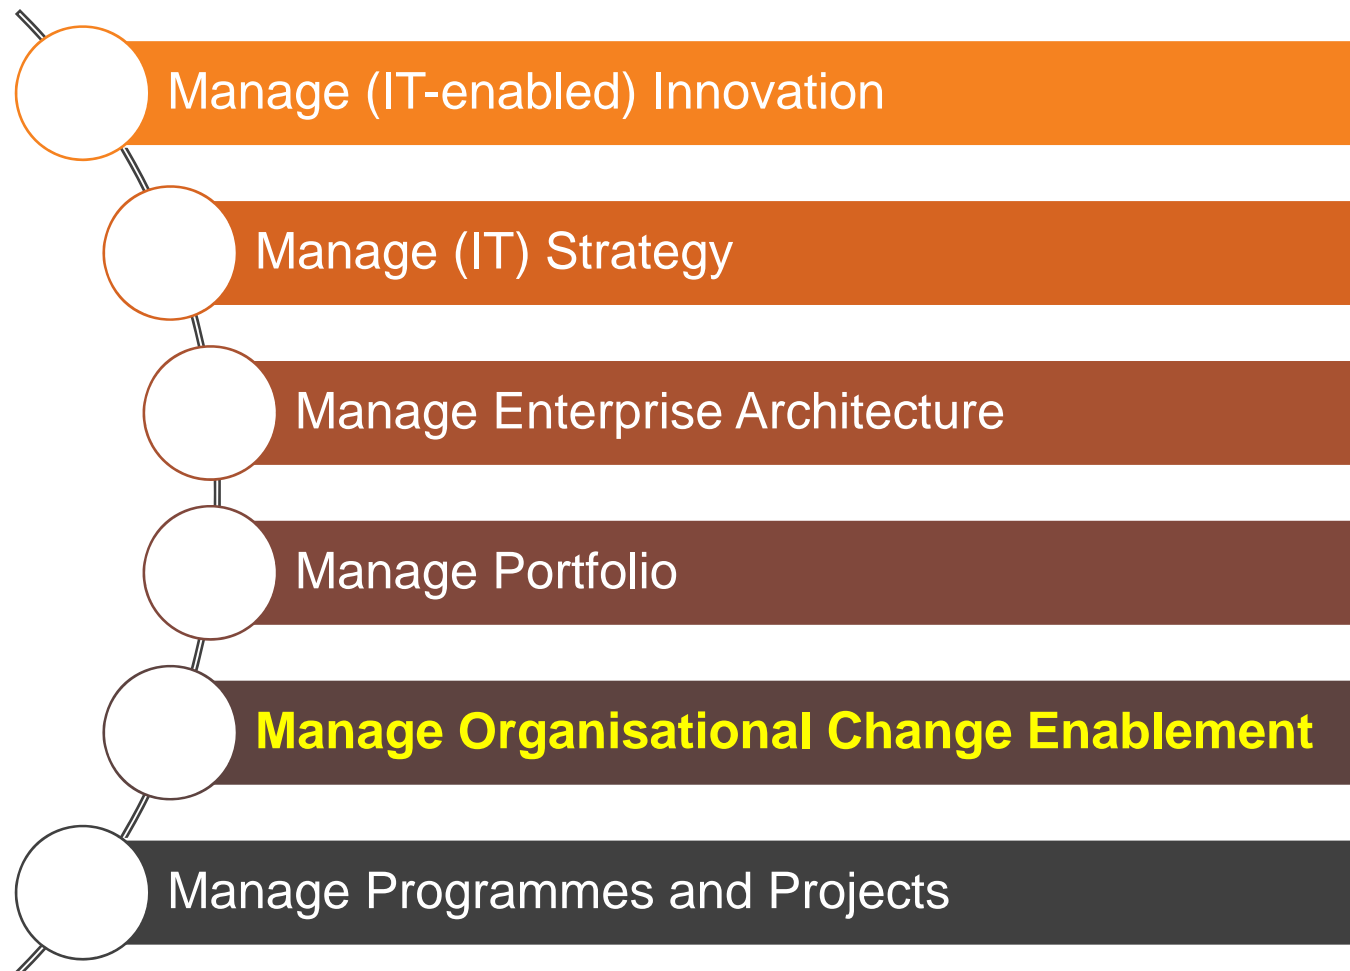 Manage (IT-enabled) Innovation
Manage (IT) Strategy
Manage Enterprise Architecture
Manage Portfolio
Manage Organisational Change Enablement
Manage Programmes and Projects